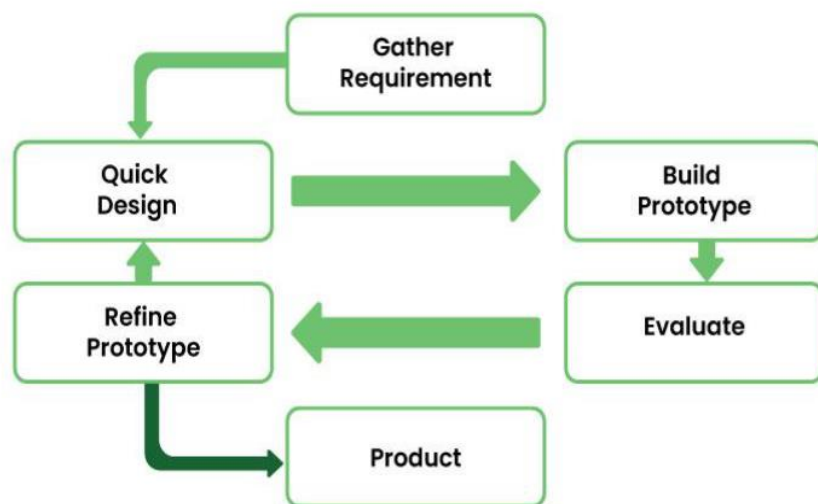 Gather
Requirement
Quick
Design
Build
Prototype
Refine
Prototype
Evaluate
Product